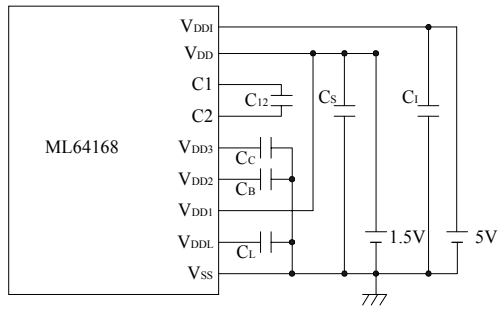 VDDI
VDD
C1
C12
CS
CI
C2
ML64168
VDD3
CC
VDD2
CB
VDD1
VDDL
CL
1.5V
5V
VSS